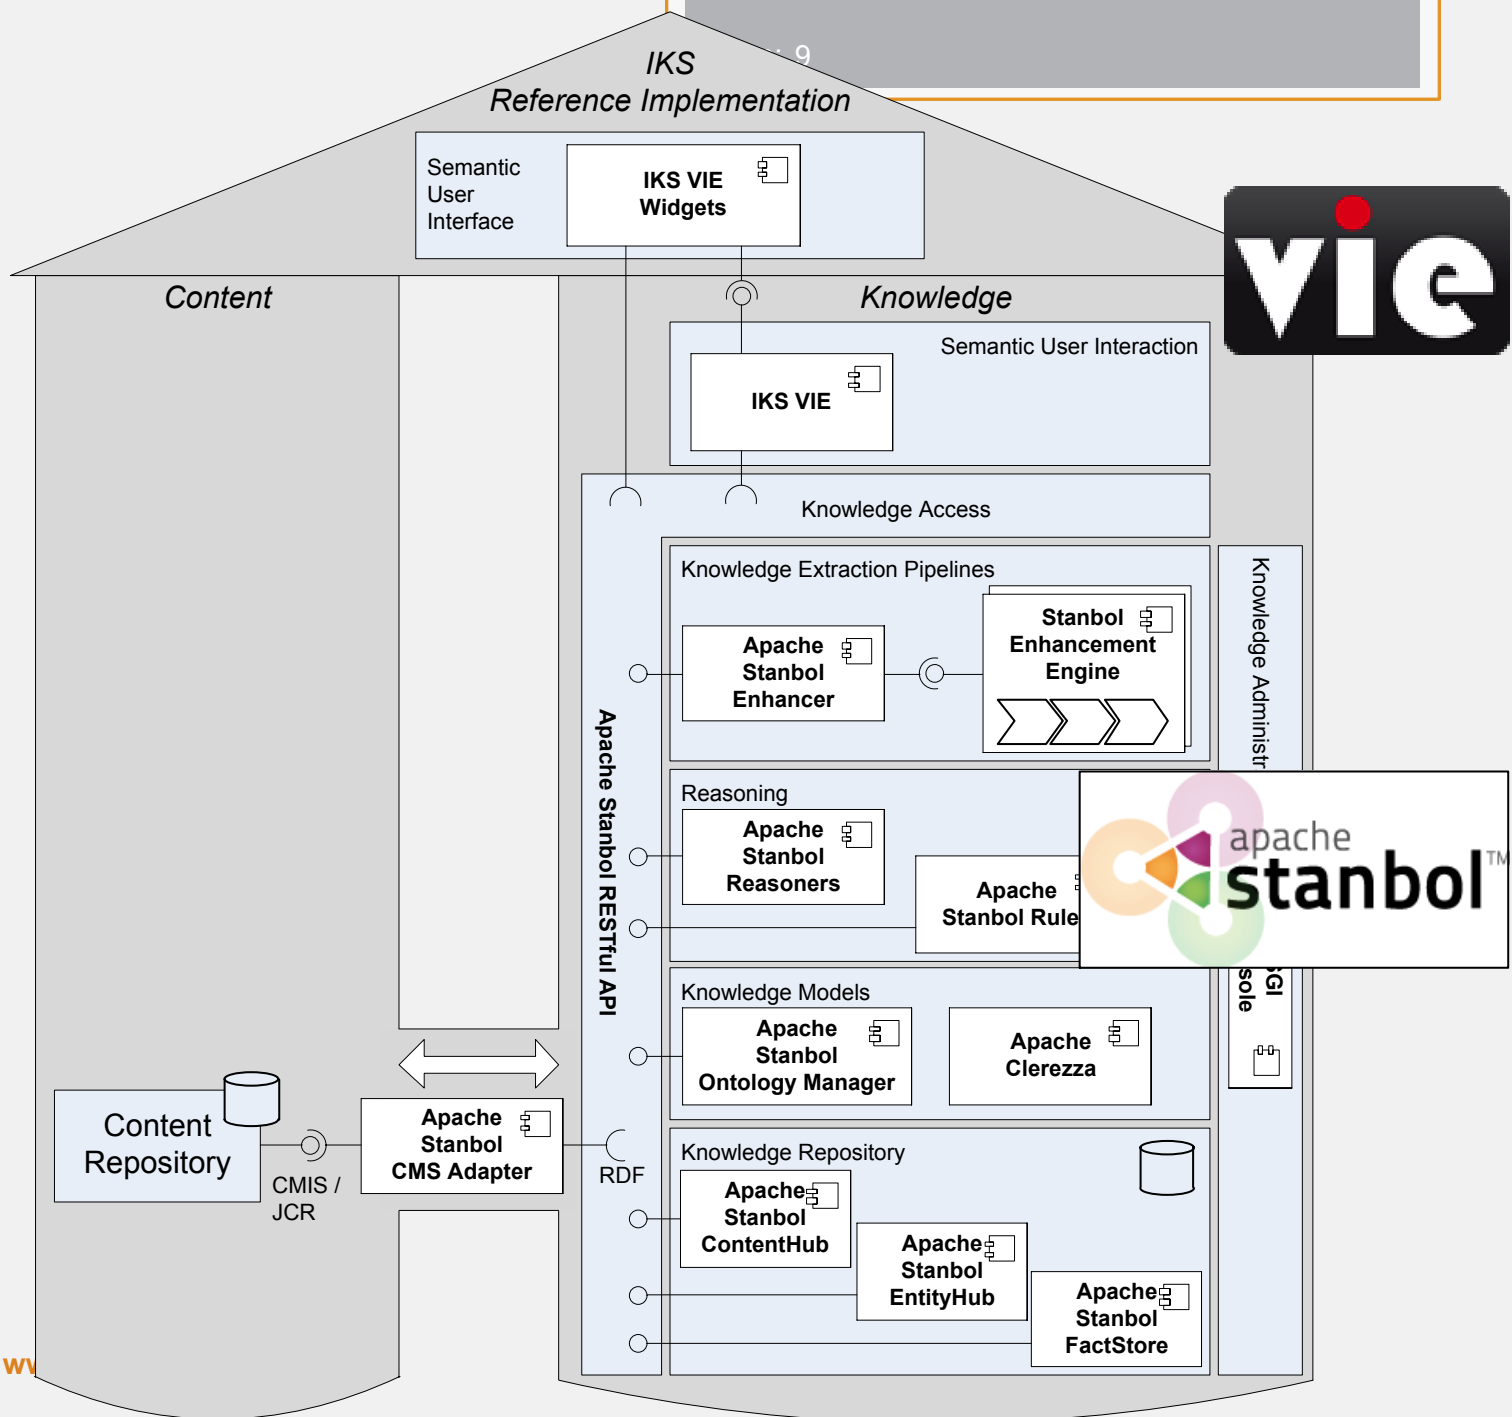 : 9
IKS
Reference Implementation
Semantic
User
Interface
IKS VIE
Widgets
vie
Content
Knowledge
Semantic User Interaction
IKS VIE
Knowledge Access
Knowledge Extraction Pipelines
Apache
Stanbol
Enhancer
Stanbol
Enhancement
Engine
Knowledge Administr
Apache Stanbol RESTful API
Reasoning
Apache
Stanbol
Reasoners
Apache
Stanbol Rule
apache
stanbol™
SGI
sole
Knowledge Models
Apache
Stanbol
Ontology Manager
Apache
Clerezza
Content
Repository
CMIS /
JCR
Apache
Stanbol
CMS Adapter
RDF
Knowledge Repository
Apache
Stanbol
ContentHub
Apache
Stanbol
EntityHub
Apache
Stanbol
FactStore